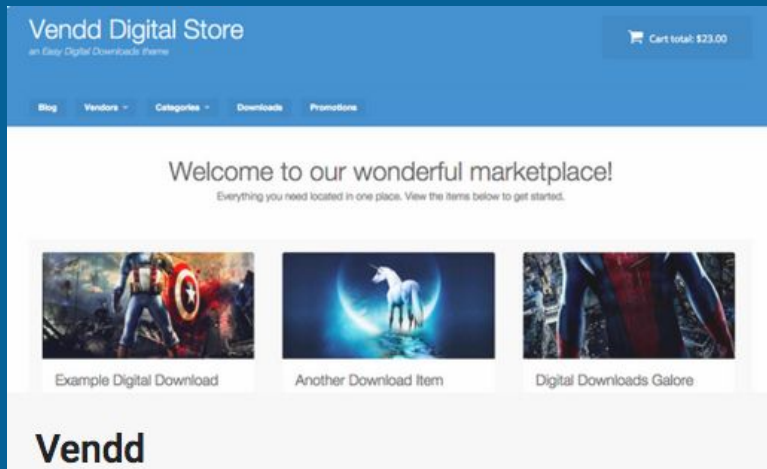 Vendd Digital Store
an Easy Digital Downloads theme
Cart total: $23.00
Blog Vendors Categories Downloads Promotions
Welcome to our wonderful marketplace!
Everything you need located in one place. View the items below to get started.
Example Digital Download Another Download Item Digital Downloads Galore
Vendd